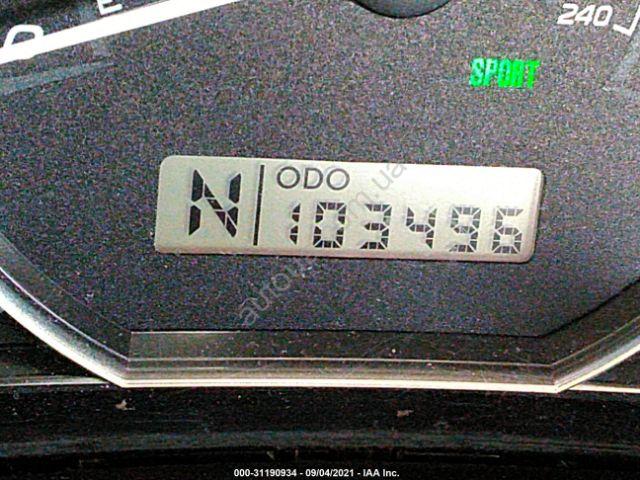 E
240
SPORT
N ODO
103496
000-31190934 - 09/04/2021 - IAA Inc.